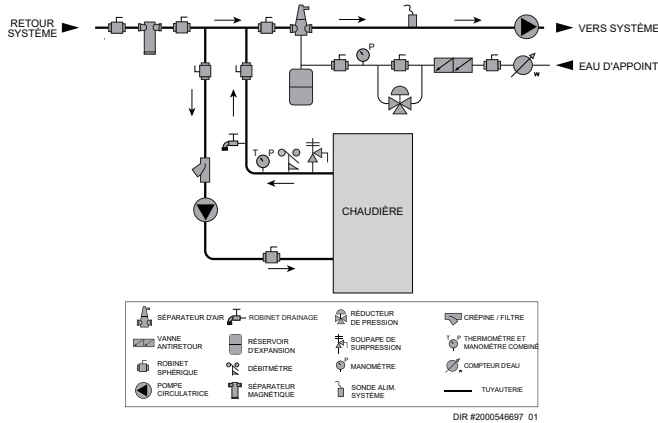 RETOUR
SYSTÈME
VERS SYSTÈME
P
EAU D'APPOINT
w
T P
CHAUDIÈRE
SÉPARATEUR D'AIR
ROBINET DRAINAGE
RÉDUCTEUR
DE PRESSION
CRÉPINE / FILTRE
VANNE
ANTIRETOUR
RÉSERVOIR
D'EXPANSION
SOUPAPE DE
SURPRESSION
T P
THERMOMÈTRE ET
MANOMÈTRE COMBINÉ
ROBINET
SPHÉRIQUE
DÉBITMÈTRE
P
MANOMÈTRE
w
COMPTEUR D'EAU
POMPE
CIRCULATRICE
SÉPARATEUR
MAGNÉTIQUE
SONDE ALIM.
SYSTÈME
TUYAUTERIE
DIR #2000546697 01